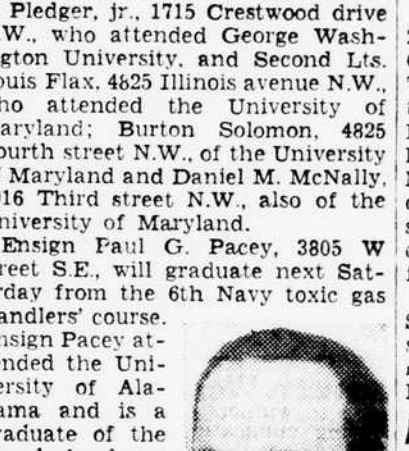 Pledger, jr., 1715 Crestwood drive
.W., who attended George Wash-
gton University, and Second Lts.
ouis Flax, 4825 Illinois avenue N.W.,
ho attended the University of
aryland; Burton Solomon, 4825
ourth street N.W., of the University
f Maryland and Daniel M. McNally,
16 Third street N.W., also of the
niversity of Maryland.
Ensign Paul G. Pacey, 3805 W
reet S.E., will graduate next Sat-
rday from the 6th Navy toxic gas
andlers' course.
nsign Pacey at-
ended the Uni-
ersity of Ala-
ama and is a
raduate of the